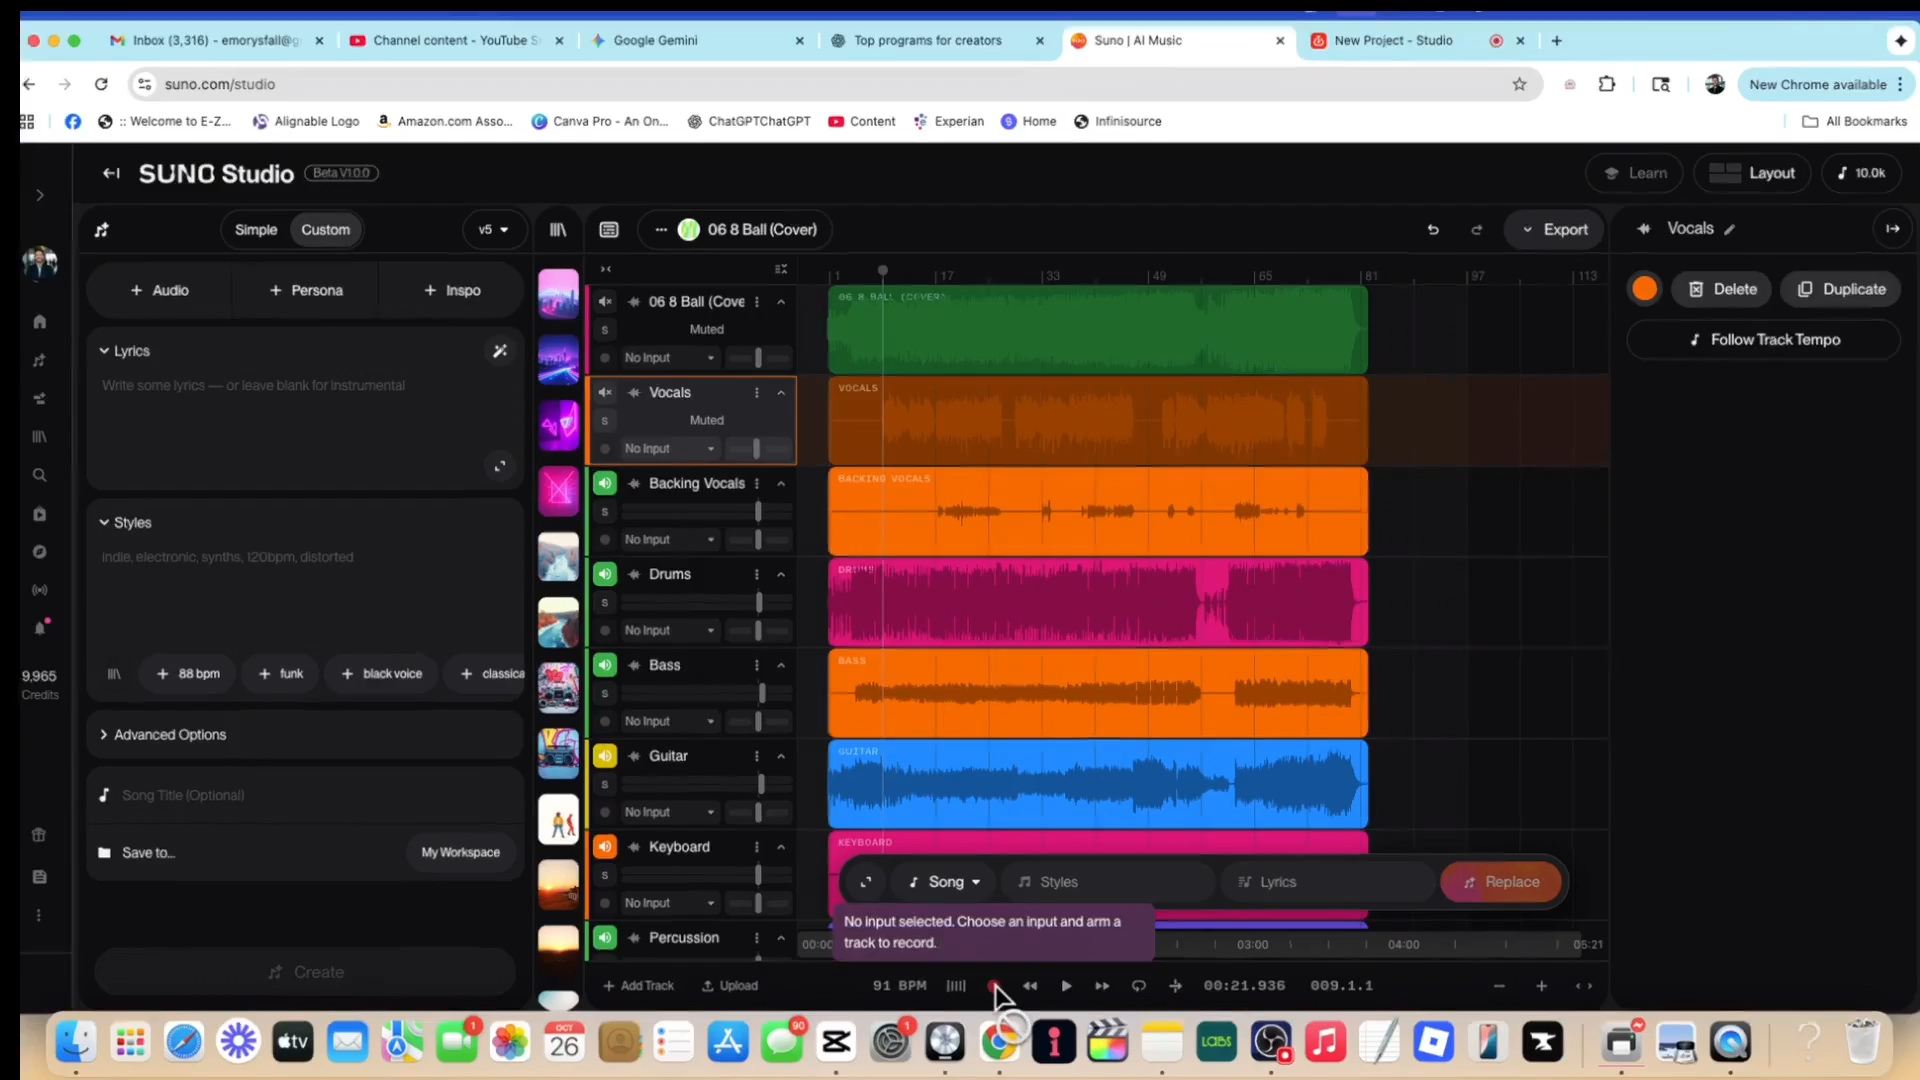 Inbox (3,316) - emorysfall@g
Channel content - YouTube S
Google Gemini
Top programs for creators
Suno | AI Music
New Project - Studio
suno.com/studio
New Chrome available
:: Welcome to E-Z...
Alignable Logo
Amazon.com Asso...
Canva Pro - An On...
ChatGPTChatGPT
Content
Experian
Home
Infinisource
All Bookmarks
SUNO Studio
Beta V1.0.0
Learn
Layout
10.0k
Simple
Custom
v5
06 8 Ball (Cover)
Export
Vocals
+ Audio
+ Persona
+ Inspo
1 17 33 49 65 81 97 113
Delete
Duplicate
Follow Track Tempo
Lyrics
Write some lyrics — or leave blank for instrumental
Styles
indie, electronic, synths, 120bpm, distorted
+ 88 bpm
+ funk
+ black voice
+ classica
9,965
Credits
Advanced Options
Song Title (Optional)
Save to...
My Workspace
Create
06 8 Ball (Cove
Muted
S
No Input
06 8 BALL (COVER)
Vocals
Muted
S
No Input
VOCALS
Backing Vocals
S
No Input
BACKING VOCALS
Drums
S
No Input
DRUMS
Bass
S
No Input
BASS
Guitar
S
No Input
GUITAR
Keyboard
S
No Input
KEYBOARD
Song
Styles
Lyrics
Replace
No input selected. Choose an input and arm a
track to record.
Percussion
00:00
03:00
04:00
05:21
+ Add Track
Upload
91 BPM
00:21.936
009.1.1
1
tv
OCT
26
90
1
LABS